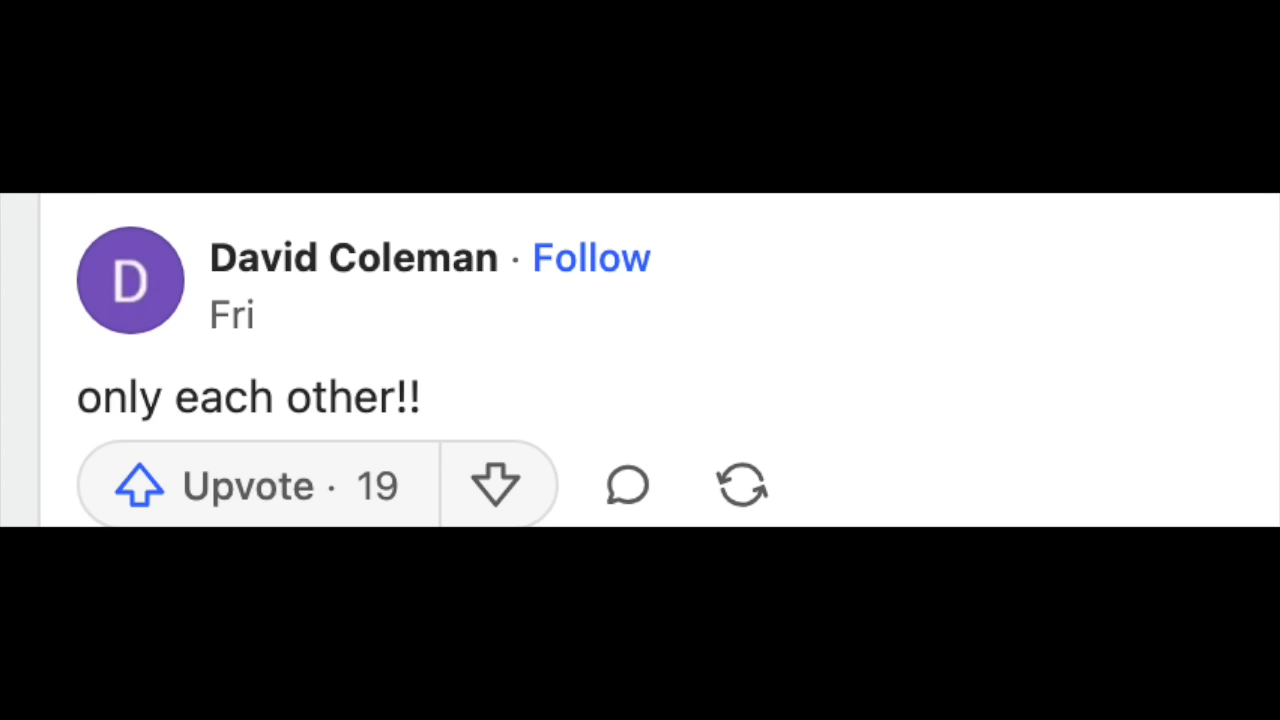 D
David Coleman · Follow
Fri
only each other!!
Upvote · 19